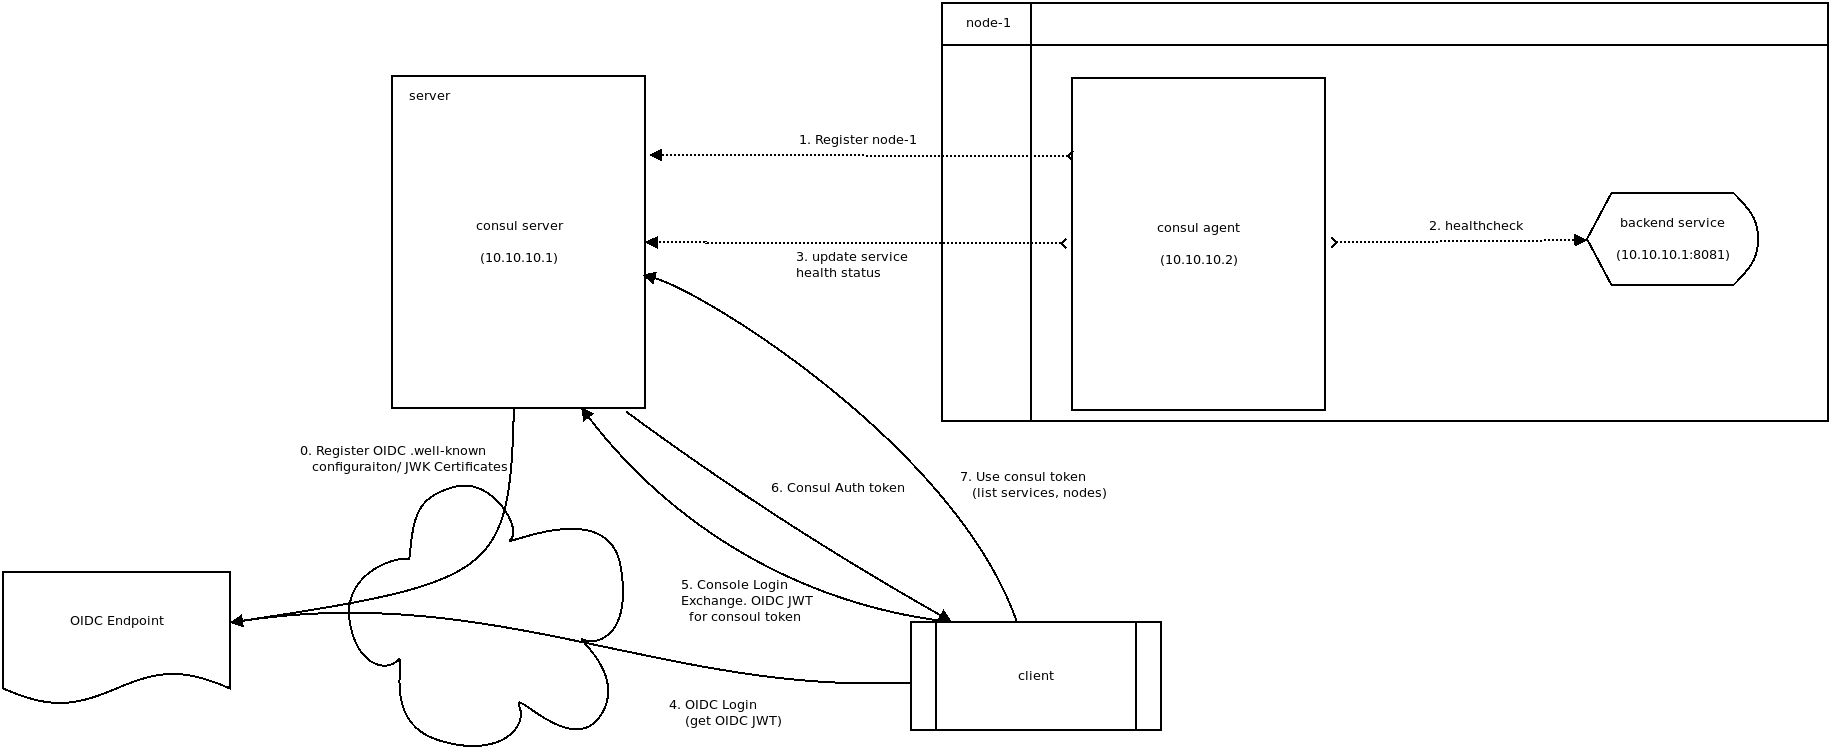 node-1
server
1. Register node-1
consul server
(10.10.10.1)
consul agent
(10.10.10.2)
2. healthcheck
backend service
(10.10.10.1:8081)
3. update service
health status
0. Register OIDC .well-known
configuraiton/ JWK Certificates
6. Consul Auth token
7. Use consul token
(list services, nodes)
5. Console Login
Exchange. OIDC JWT
for consoul token
OIDC Endpoint
client
4. OIDC Login
(get OIDC JWT)